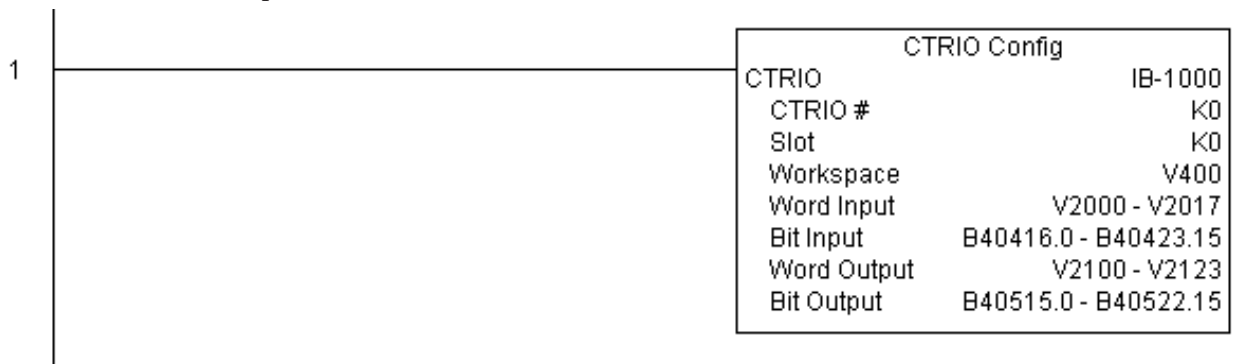 1
CTRIO Config
CTRIO IB-1000
CTRIO # K0
Slot K0
Workspace V400
Word Input V2000 - V2017
Bit Input B40416.0 - B40423.15
Word Output V2100 - V2123
Bit Output B40515.0 - B40522.15